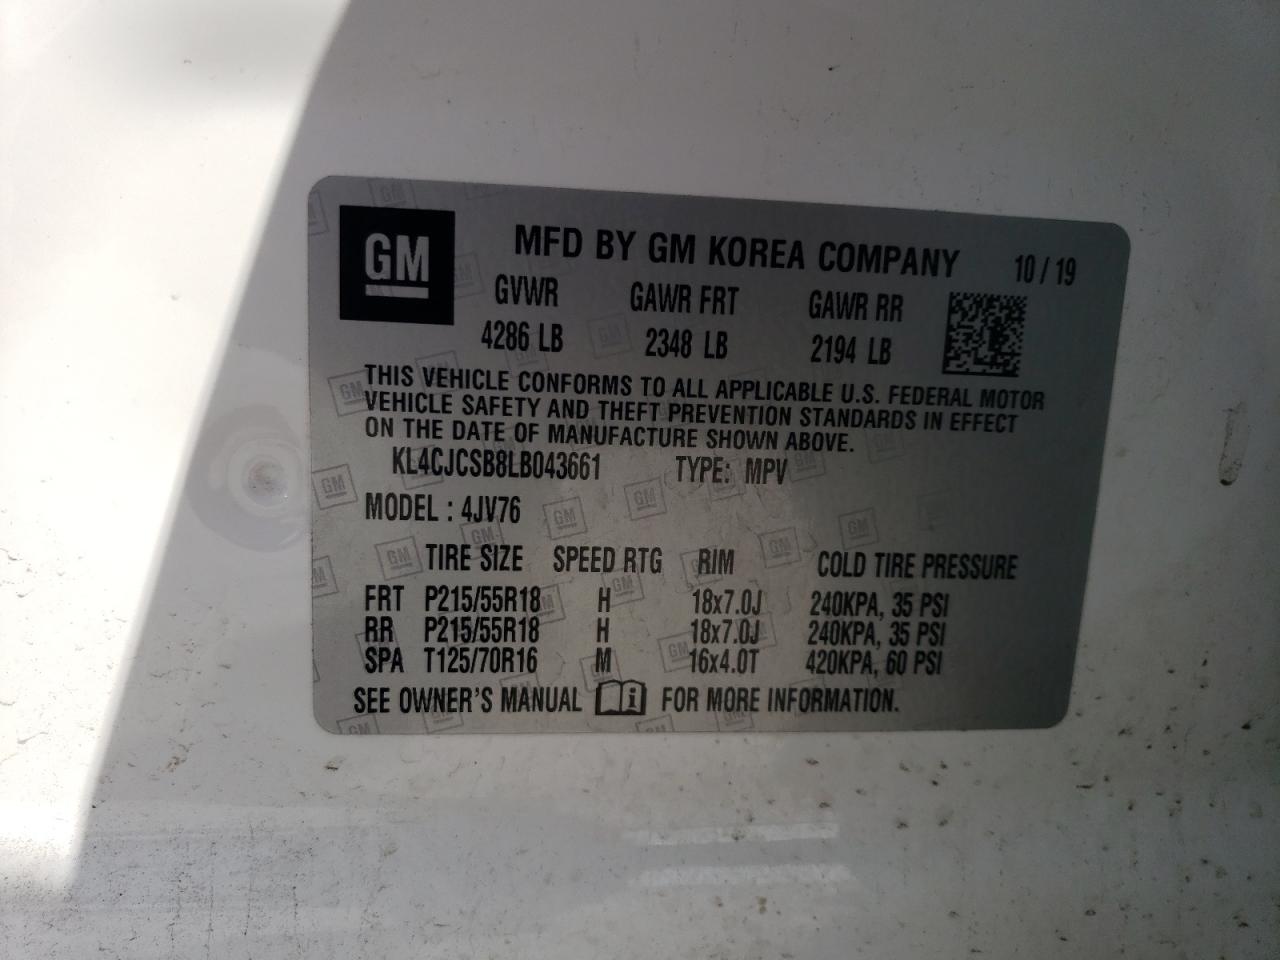 GM
MFD BY GM KOREA COMPANY 10 / 19
GVWR GAWR FRT GAWR RR
4286 LB 2348 LB 2194 LB
THIS VEHICLE CONFORMS TO ALL APPLICABLE U.S. FEDERAL MOTOR
VEHICLE SAFETY AND THEFT PREVENTION STANDARDS IN EFFECT
ON THE DATE OF MANUFACTURE SHOWN ABOVE.
KL4CJCSB8LB043661 TYPE: MPV
MODEL : 4JV76
TIRE SIZE SPEED RTG RIM COLD TIRE PRESSURE
FRT P215/55R18 H 18x7.0J 240KPA, 35 PSI
RR P215/55R18 H 18x7.0J 240KPA, 35 PSI
SPA T125/70R16 M 16x4.0T 420KPA, 60 PSI
SEE OWNER'S MANUAL i FOR MORE INFORMATION.